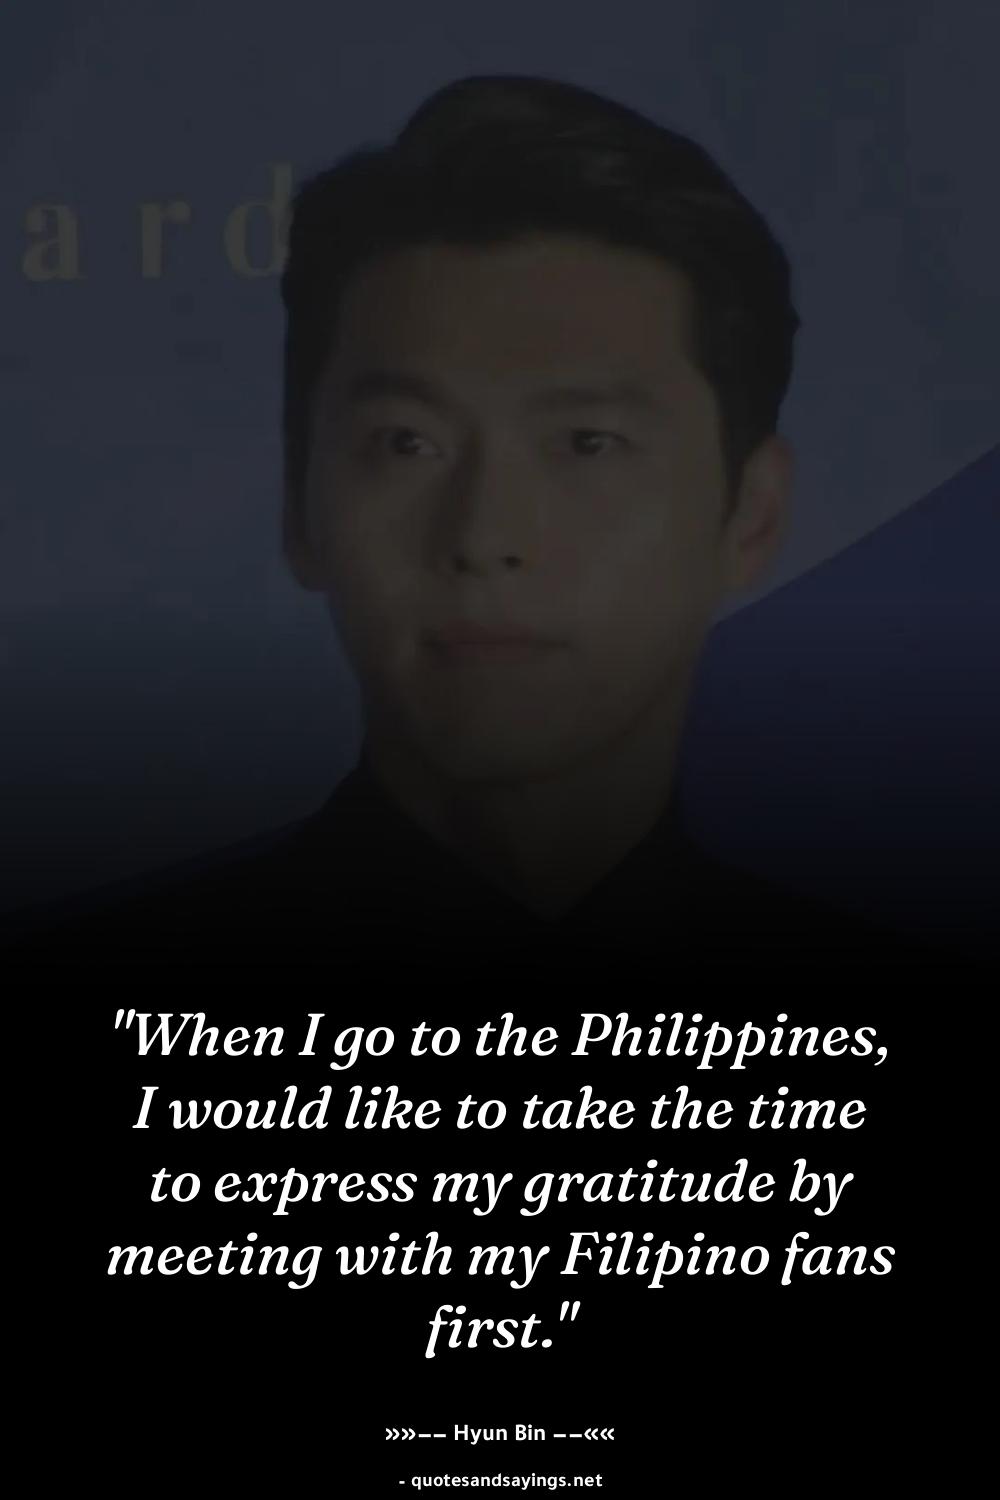 ard
"When I go to the Philippines,
I would like to take the time
to express my gratitude by
meeting with my Filipino fans
first."
»»−− Hyun Bin −−««
- quotesandsayings.net